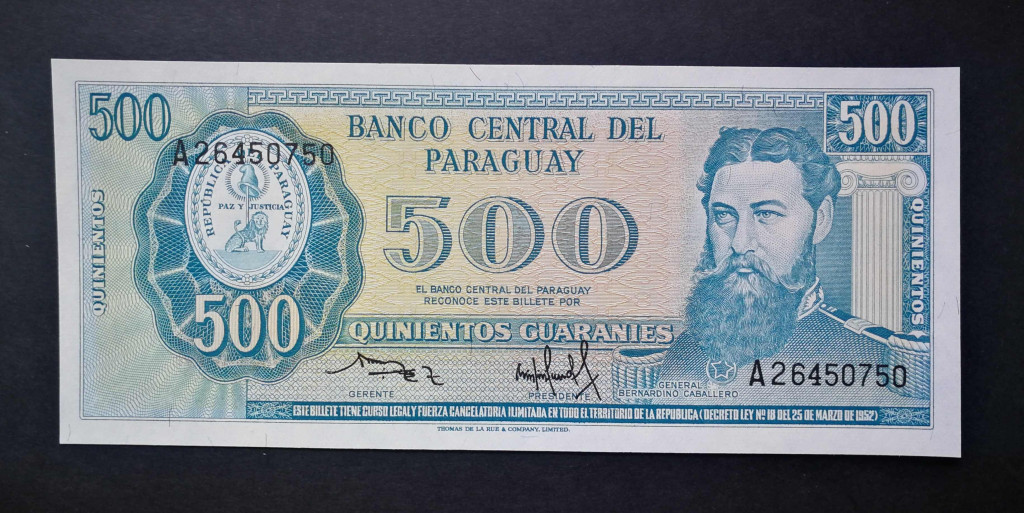 500
500
A26450750
BANCO CENTRAL DEL
PARAGUAY
REPUBLICA PARAGUAY
PAZ Y JUSTICIA
500
QUINIENTOS
QUINIENTOS
EL BANCO CENTRAL DEL PARAGUAY
RECONOCE ESTE BILLETE POR
500
QUINIENTOS GUARANIES
GERENTE
PRESIDENTE
GENERAL
BERNARDINO CABALLERO
A26450750
ESTE BILLETE TIENE CURSO LEGAL Y FUERZA CANCELATORIA ILIMITADA EN TODO EL TERRITORIO DE LA REPUBLICA (DECRETO LEY Nº 18 DEL 25 DE MARZO DE 1952)
THOMAS DE LA RUE & COMPANY, LIMITED.